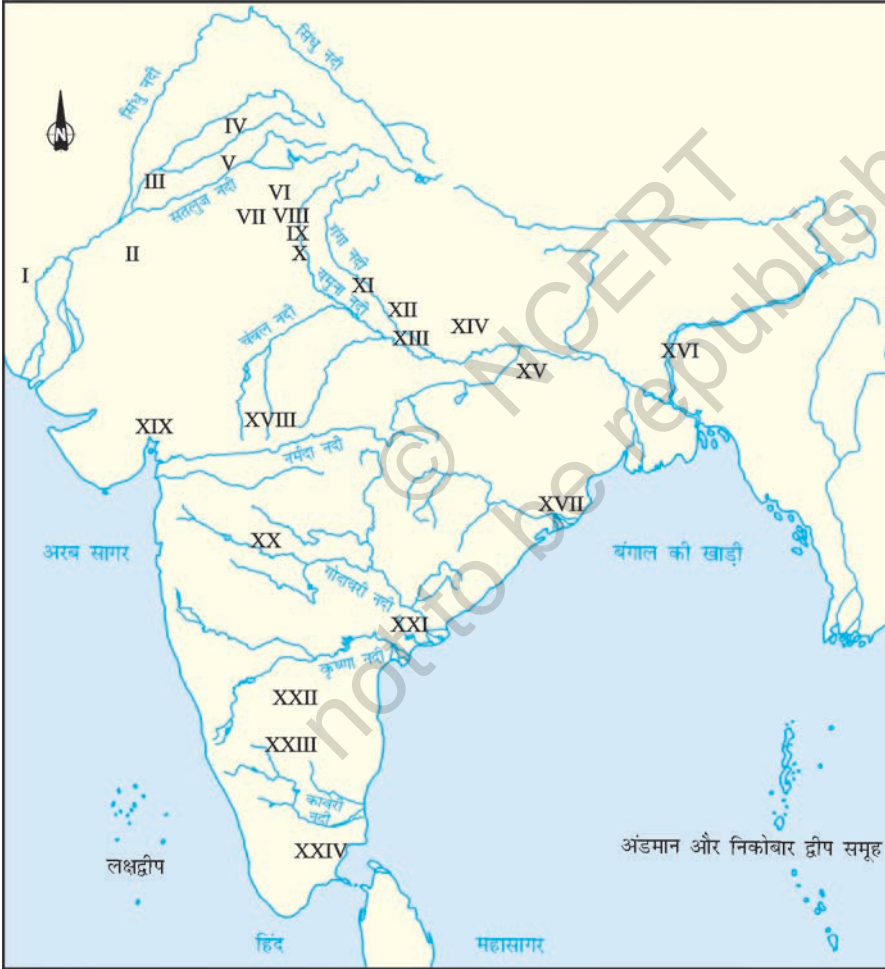 सिंधु नदी
सिंधु नदी
N
IV
V
III
सतलुज नदी
VI
VII
VIII
IX
X
II
I
गंगा नदी
यमुना नदी
XI
XII
XIII
XIV
चंबल नदी
XV
XVI
XVIII
XIX
नर्मदा नदी
XVII
XX
अरब सागर
बंगाल की खाड़ी
गोदावरी नदी
XXI
कृष्णा नदी
XXII
XXIII
कावेरी
नदी
XXIV
लक्षद्वीप
अंडमान और निकोबार द्वीप समूह
हिंद
महासागर
© NCERT
not to be republish